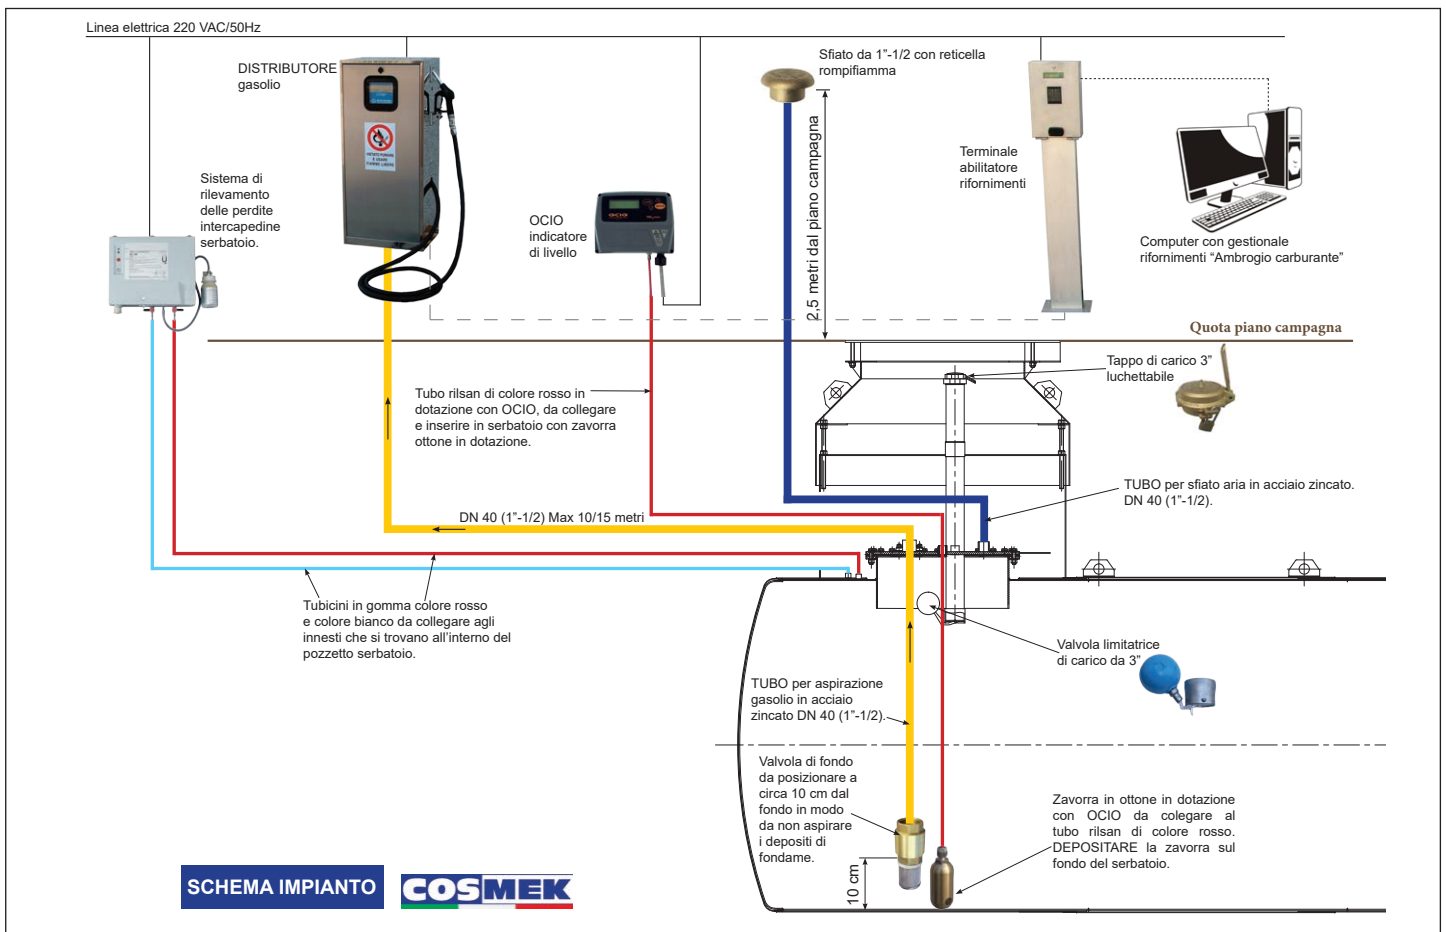 Linea elettrica 220 VAC/50Hz
DISTRIBUTORE
gasolio
Sfiato da 1”-1/2 con reticella
rompifiamma
Sistema di
rilevamento
delle perdite
intercapedine
serbatoio.
OCIO
indicatore
di livello
2,5 metri dal piano campagna
Terminale
abilitatore
rifornimenti
Computer con gestionale
rifornimenti “Ambrogio carburante”
Quota piano campagna
Tappo di carico 3”
luchettabile
Tubo rilsan di colore rosso in
dotazione con OCIO, da collegare
e inserire in serbatoio con zavorra
ottone in dotazione.
TUBO per sfiato aria in acciaio zincato.
DN 40 (1”-1/2).
DN 40 (1”-1/2) Max 10/15 metri
Tubicini in gomma colore rosso
e colore bianco da collegare agli
innesti che si trovano all’interno del
pozzetto serbatoio.
Valvola limitatrice
di carico da 3”
TUBO per aspirazione
gasolio in acciaio
zincato DN 40 (1”-1/2).
Valvola di fondo
da posizionare a
circa 10 cm dal
fondo in modo
da non aspirare
i depositi di
fondame.
10 cm
Zavorra in ottone in dotazione
con OCIO da colegare al
tubo rilsan di colore rosso.
DEPOSITARE la zavorra sul
fondo del serbatoio.
SCHEMA IMPIANTO
COSMEK